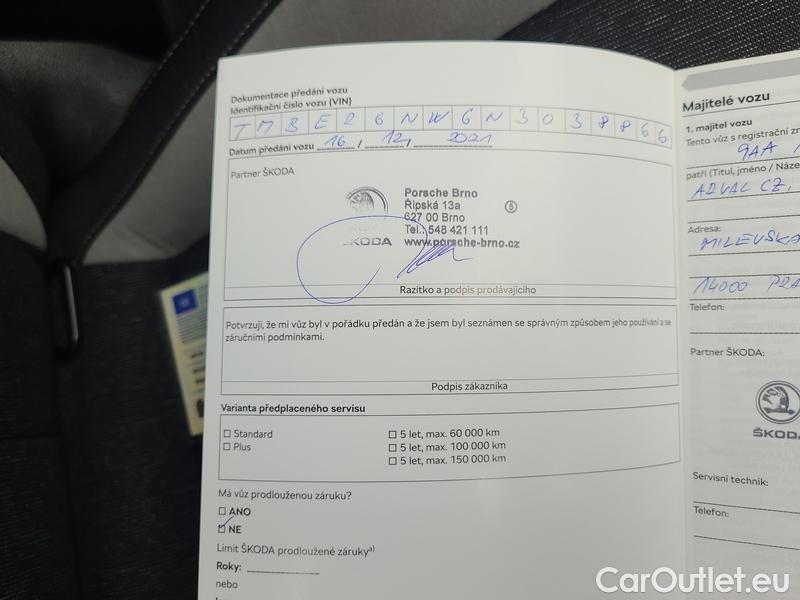 Dokumentace předání vozu
Identifikační číslo vozu (VIN)
TMBER6NW6N3038866
Datum předání vozu 16 / 12 / 2021
Partner ŠKODA
Porsche Brno
Řipská 13a
627 00 Brno
Tel.: 548 421 111
www.porsche-brno.cz
5
ŠKODA
Razítko a podpis prodávajícího
Potvrzuji, že mi vůz byl v pořádku předán a že jsem byl seznámen se správným způsobem jeho používání a se
záručními podmínkami.
Podpis zákazníka
Varianta předplaceného servisu
☐ Standard
☐ Plus
☐ 5 let, max. 60 000 km
☐ 5 let, max. 100 000 km
☐ 5 let, max. 150 000 km
Má vůz prodlouženou záruku?
☐ ANO
☑ NE
Limit ŠKODA prodloužené záruky a)
Roky:
nebo
Majitelé vozu
1. majitel vozu
Tento vůz s registrační
9AA
patří (Titul, jméno / Název
ADVAL CZ,
Adresa:
MILEVSKÁ
14000 PRA
Telefon:
Partner ŠKODA:
ŠKODA
Servisní technik:
Telefon:
CarOutlet.eu